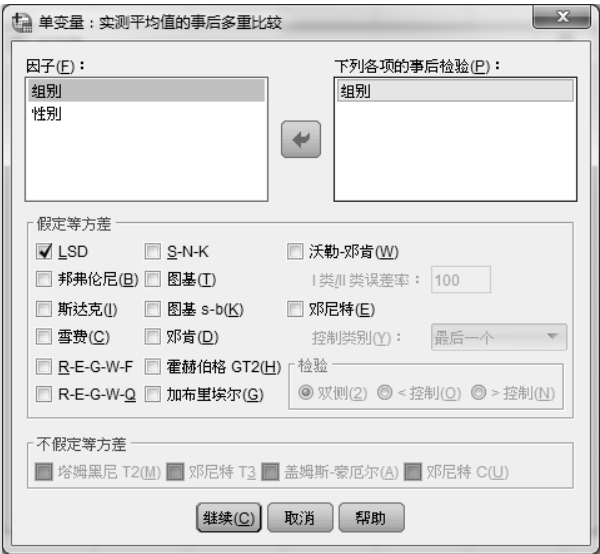 单变量：实测平均值的事后多重比较
因子(F)：
组别
性别
下列各项的事后检验(P)：
组别
假定等方差
LSD S-N-K 沃勒-邓肯(W)
邦弗伦尼(B) 图基(T) I 类/II 类误差率： 100
斯达克(I) 图基 s-b(K) 邓尼特(E)
雪费(C) 邓肯(D) 控制类别(Y)： 最后一个
R-E-G-W-F 霍赫伯格 GT2(H) 检验
R-E-G-W-Q 加布里埃尔(G) 双侧(2) < 控制(O) > 控制(N)
不假定等方差
塔姆黑尼 T2(M) 邓尼特 T3 盖姆斯-豪厄尔(A) 邓尼特 C(U)
继续(C) 取消 帮助